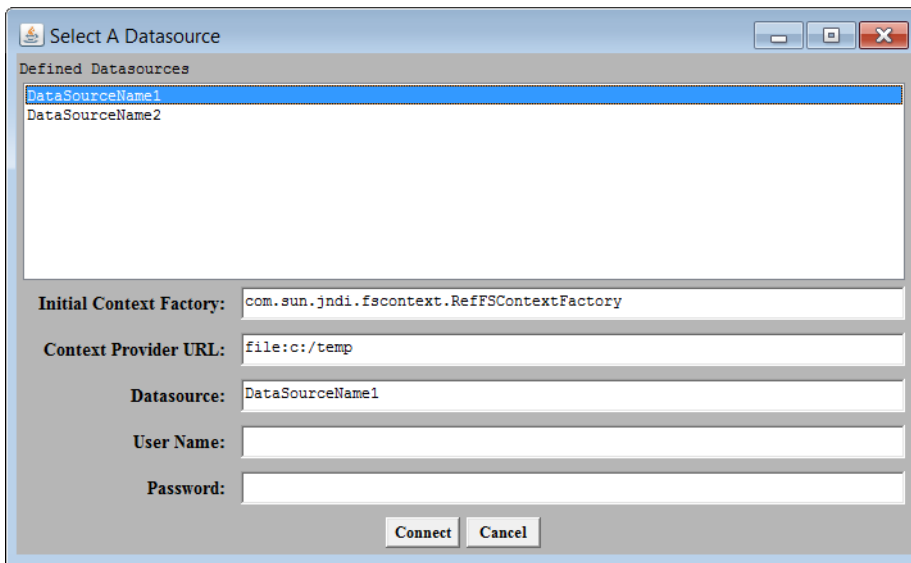 Select A Datasource
Defined Datasources
DataSourceName1
DataSourceName2
Initial Context Factory: com.sun.jndi.fscontext.RefFSContextFactory
Context Provider URL: file:c:/temp
Datasource: DataSourceName1
User Name:
Password:
Connect Cancel